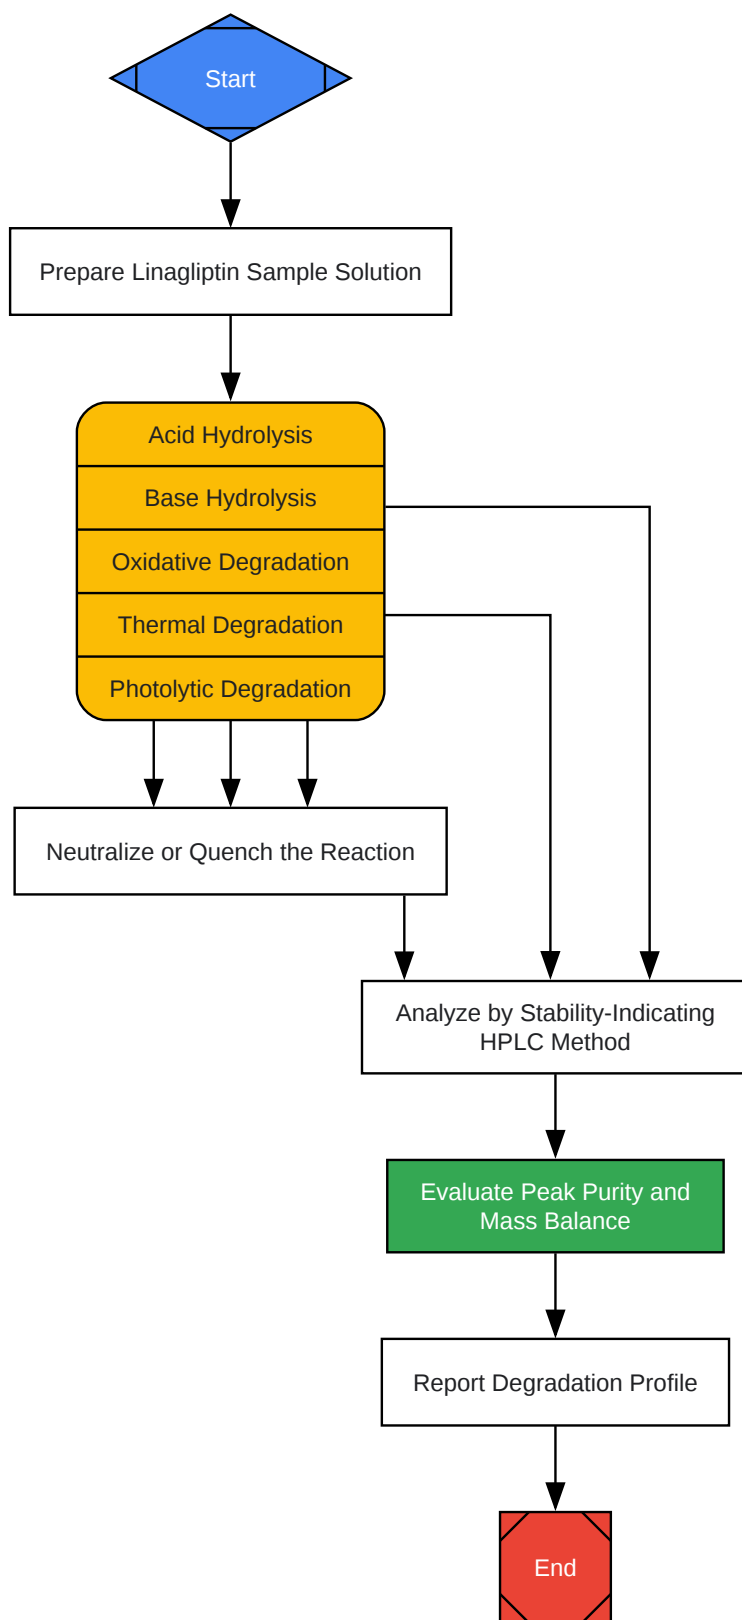 Start
Prepare Linagliptin Sample Solution
Acid Hydrolysis
Base Hydrolysis
Oxidative Degradation
Thermal Degradation
Photolytic Degradation
Neutralize or Quench the Reaction
Analyze by Stability-Indicating
HPLC Method
Evaluate Peak Purity and
Mass Balance
Report Degradation Profile
End